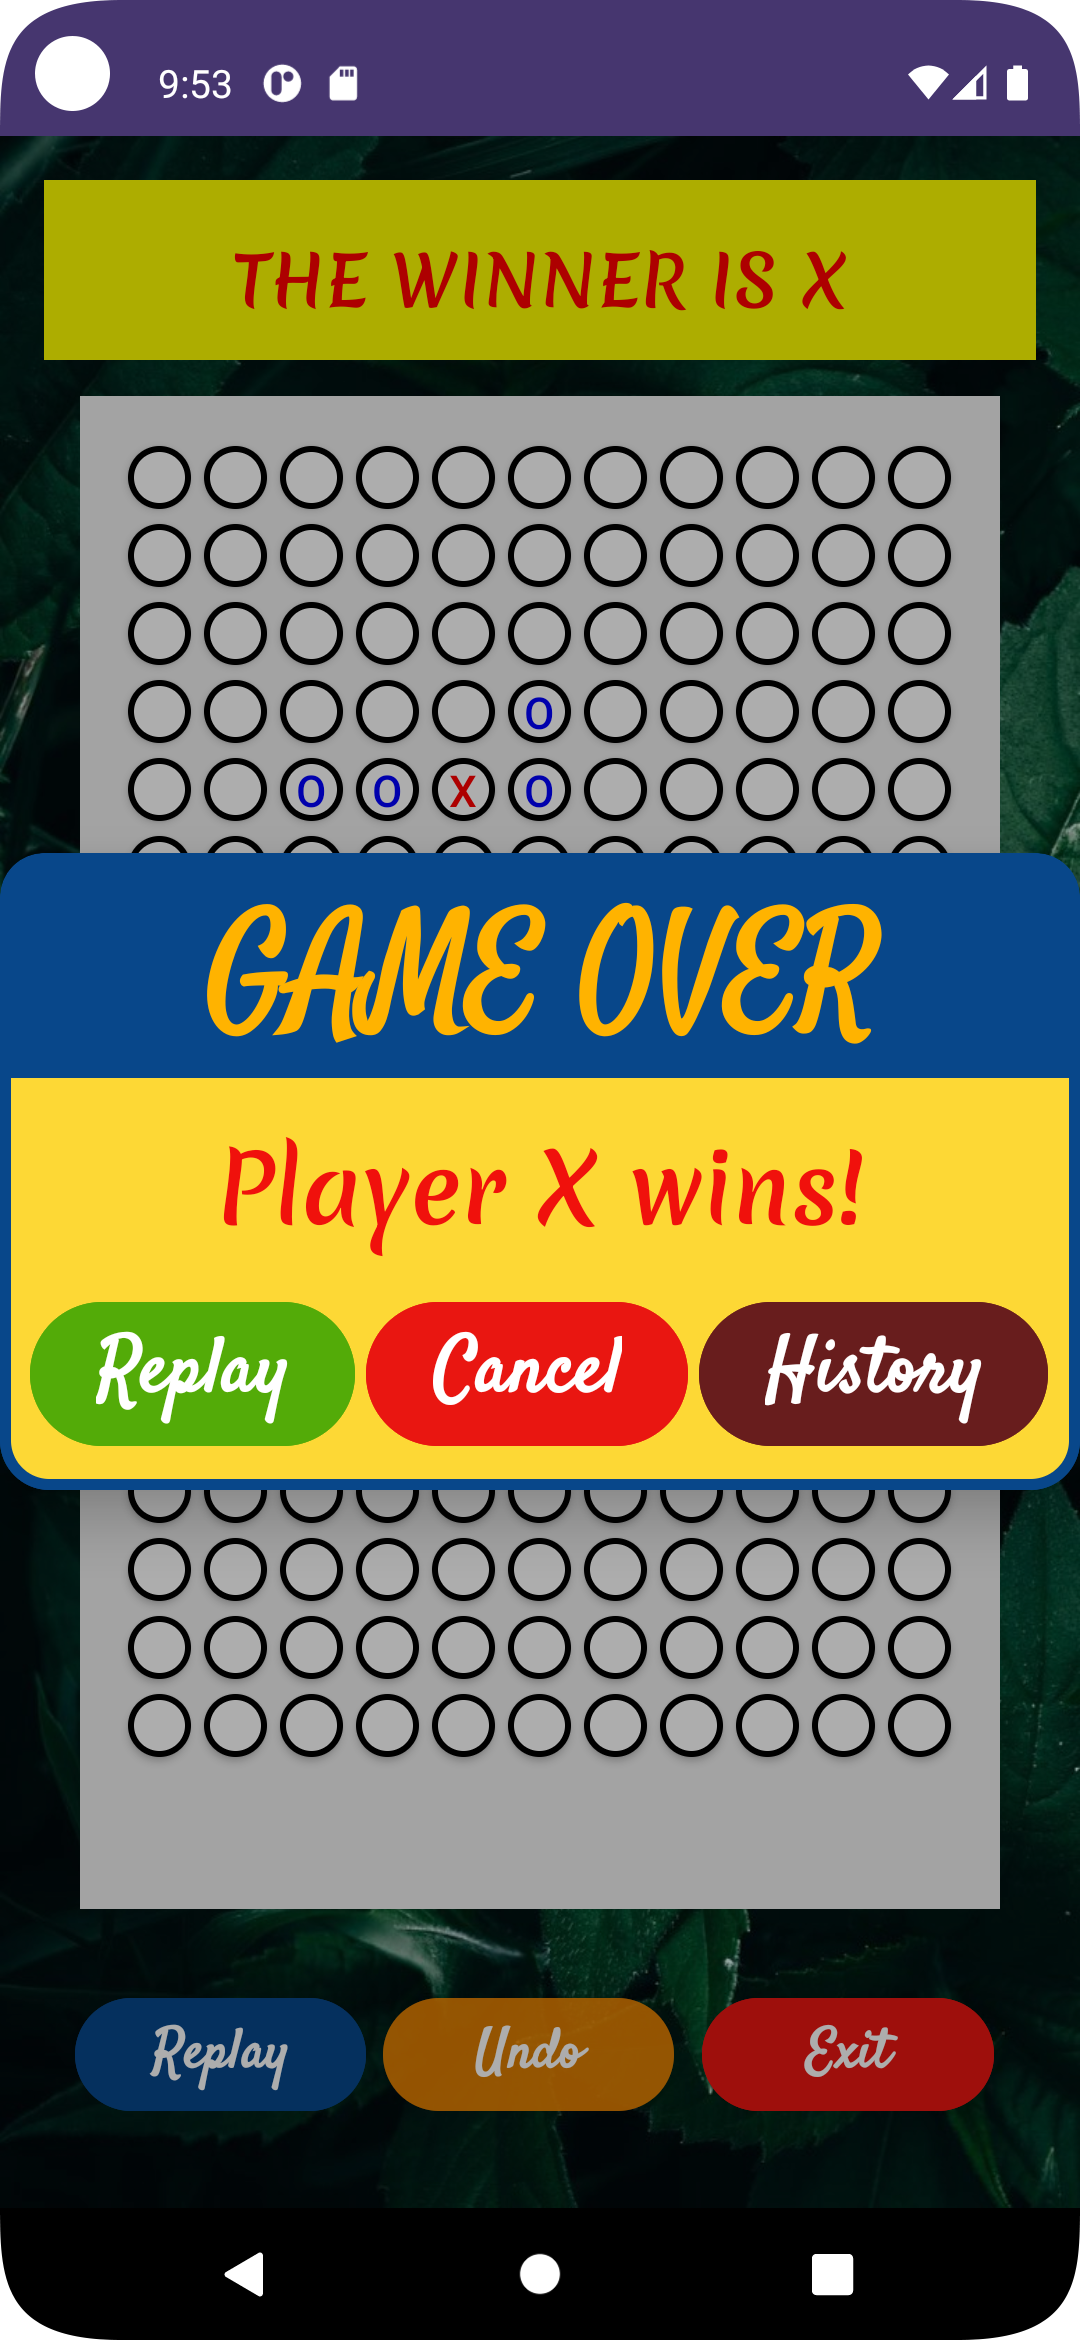 9:53
THE WINNER IS X
O
O O X O
GAME OVER
Player X wins!
Replay Cancel History
Replay Undo Exit